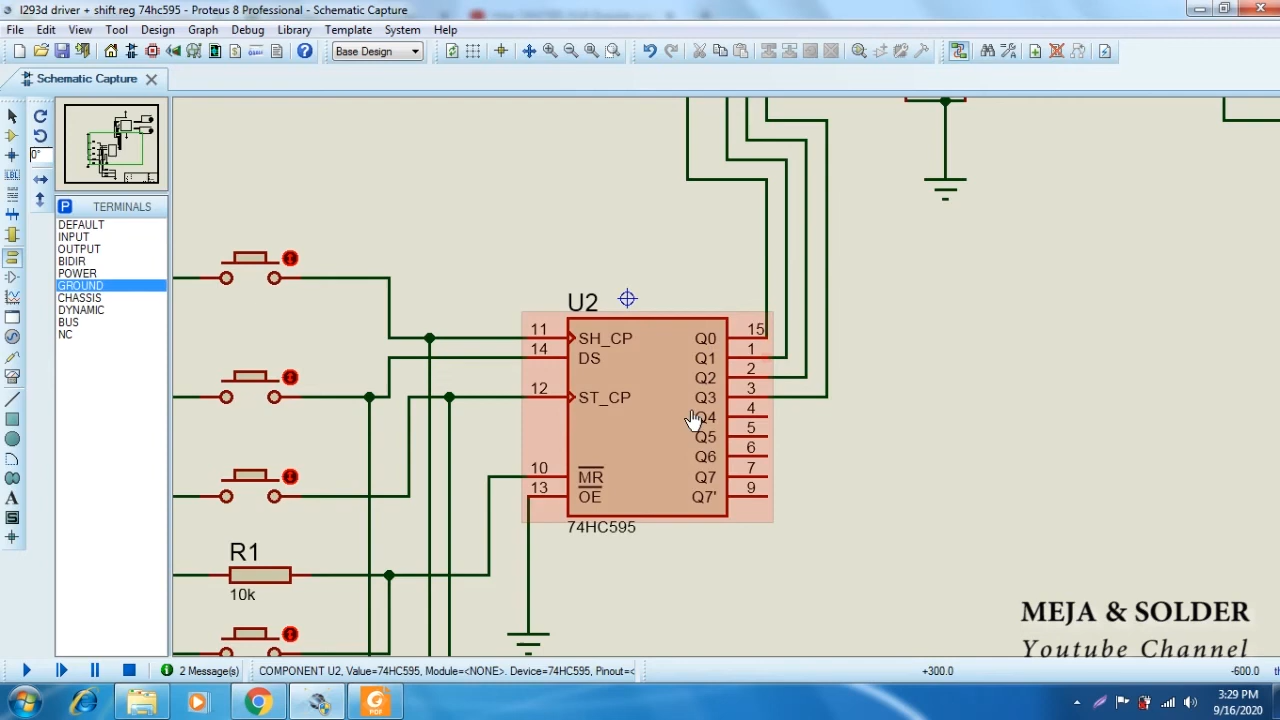 l293d driver + shift reg 74hc595 - Proteus 8 Professional - Schematic Capture
File Edit View Tool Design Graph Debug Library Template System Help
Base Design
Schematic Capture
0°
LBL
P TERMINALS
DEFAULT
INPUT
OUTPUT
BIDIR
POWER
GROUND
CHASSIS
DYNAMIC
BUS
NC
U2
11 SH_CP Q0 15
14 DS Q1 1
Q2 2
12 ST_CP Q3 3
Q4 4
Q5 5
Q6 6
10 MR Q7 7
13 OE Q7' 9
74HC595
R1
10k
MEJA & SOLDER
Youtube Channel
2 Message(s) COMPONENT U2, Value=74HC595, Module=<NONE>. Device=74HC595, Pinout=< +300.0 -600.0 th
3:29 PM
9/16/2020
PDF